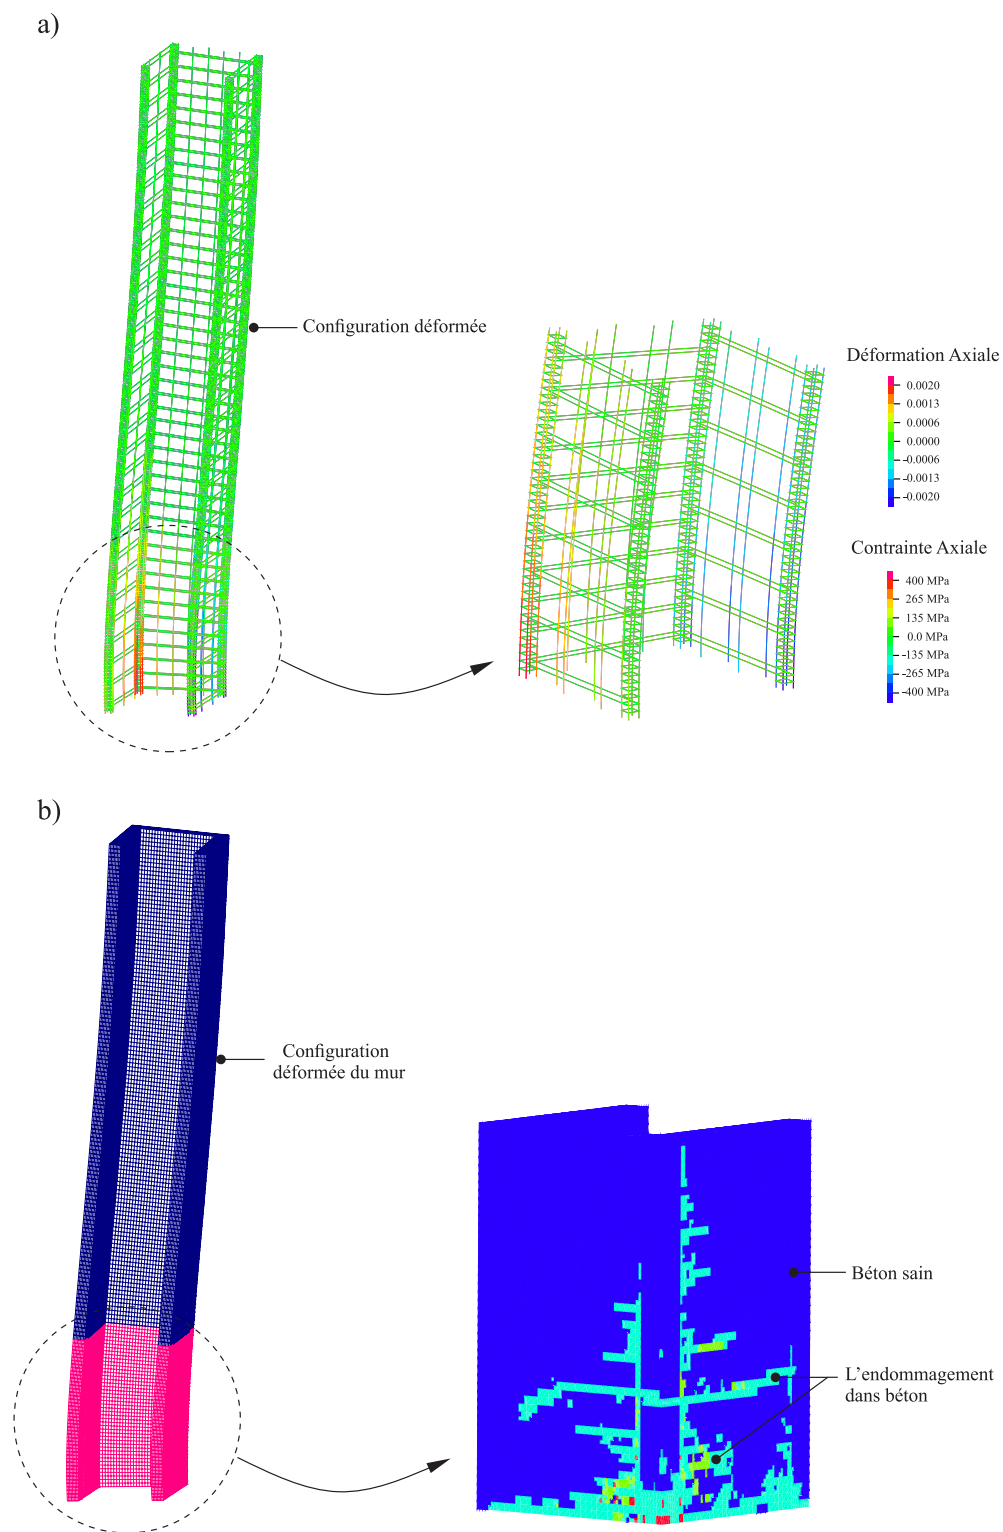 a)
Configuration déformée
Déformation Axiale
0.0020
0.0013
0.0006
0.0000
-0.0006
-0.0013
-0.0020
Contrainte Axiale
400 MPa
265 MPa
135 MPa
0.0 MPa
-135 MPa
-265 MPa
-400 MPa
b)
Configuration
déformée du mur
Béton sain
L’endommagement
dans béton